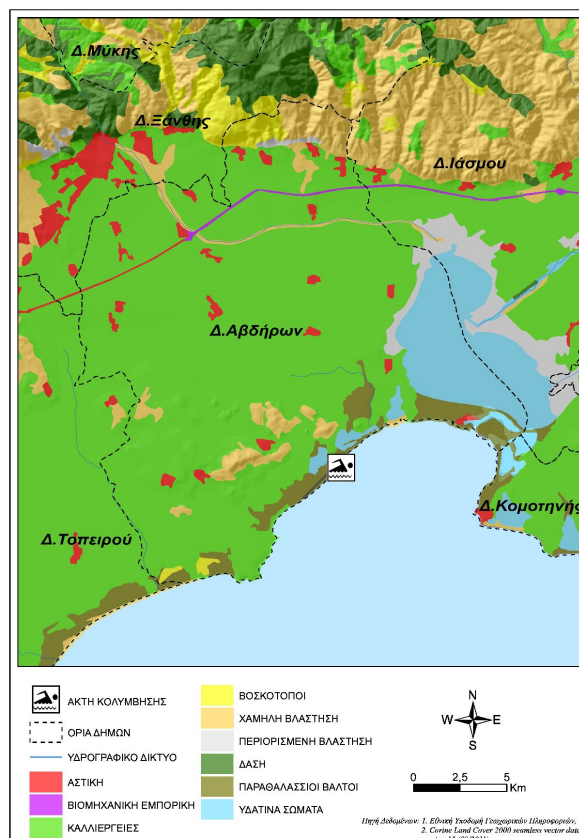 Δ.Μύκης
Δ.Ξάνθης
Δ.Ιάσμου
Δ.Αβδήρων
Δ.Κομοτηνής
Δ.Τοπειρού
ΑΚΤΗ ΚΟΛΥΜΒΗΣΗΣ
ΟΡΙΑ ΔΗΜΩΝ
ΥΔΡΟΓΡΑΦΙΚΟ ΔΙΚΤΥΟ
ΑΣΤΙΚΗ
ΒΙΟΜΗΧΑΝΙΚΗ ΕΜΠΟΡΙΚΗ
ΚΑΛΛΙΕΡΓΕΙΕΣ
ΒΟΣΚΟΤΟΠΟΙ
ΧΑΜΗΛΗ ΒΛΑΣΤΗΣΗ
ΠΕΡΙΟΡΙΣΜΕΝΗ ΒΛΑΣΤΗΣΗ
ΔΑΣΗ
ΠΑΡΑΘΑΛΑΣΣΙΟΙ ΒΑΛΤΟΙ
ΥΔΑΤΙΝΑ ΣΩΜΑΤΑ
N
W E
S
0 2,5 5
Km
Πηγή Δεδομένων: 1. Εθνική Υποδομή Γεωχωρικών Πληροφοριών,
2. Corine Land Cover 2000 seamless vector data